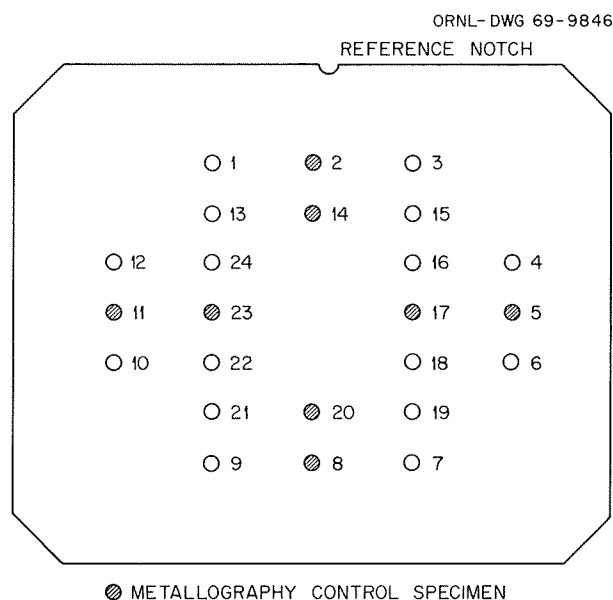 ORNL-DWG 69-9846
REFERENCE NOTCH
1 2 3
13 14 15
12 24 16 4
11 23 17 5
10 22 18 6
21 20 19
9 8 7
METALLOGRAPHY CONTROL SPECIMEN